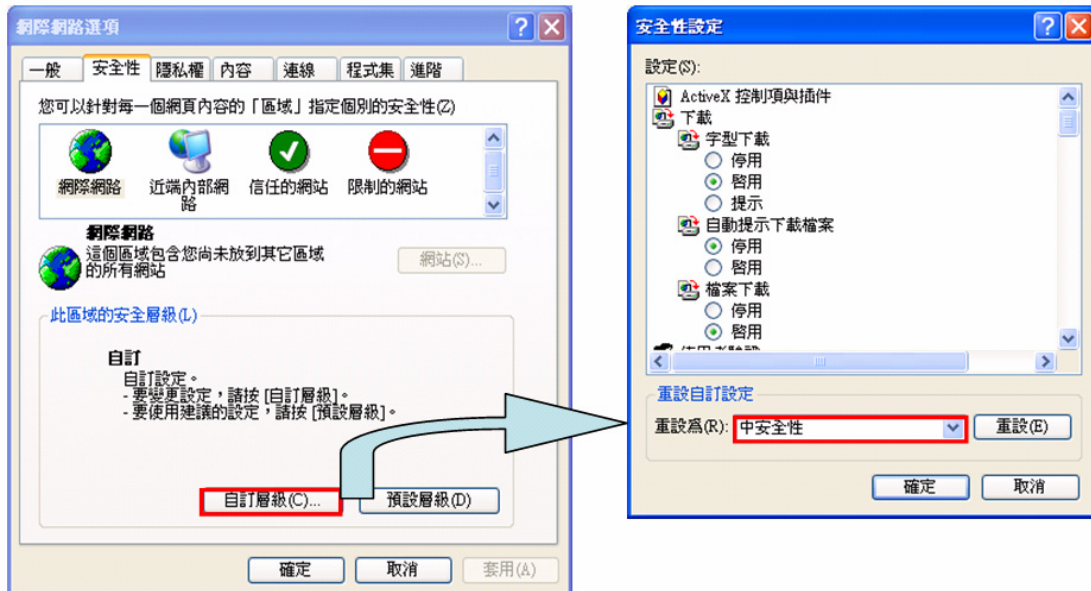 網際網路選項
一般 安全性 隱私權 內容 連線 程式集 進階
您可以針對每一個網頁內容的「區域」指定個別的安全性(Z)
網際網路
近端內部網路
信任的網站
限制的網站
網際網路
這個區域包含您尚未放到其它區域
的所有網站
網站(S)...
此區域的安全層級(L)
自訂
自訂設定。
- 要變更設定，請按 [自訂層級]。
- 要使用建議的設定，請按 [預設層級]。
自訂層級(C)...
預設層級(D)
確定
取消
套用(A)
安全性設定
設定(S):
ActiveX 控制項與插件
下載
字型下載
停用
啟用
提示
自動提示下載檔案
停用
啟用
檔案下載
停用
啟用
重設自訂設定
重設為(R): 中安全性
重設(E)
確定
取消